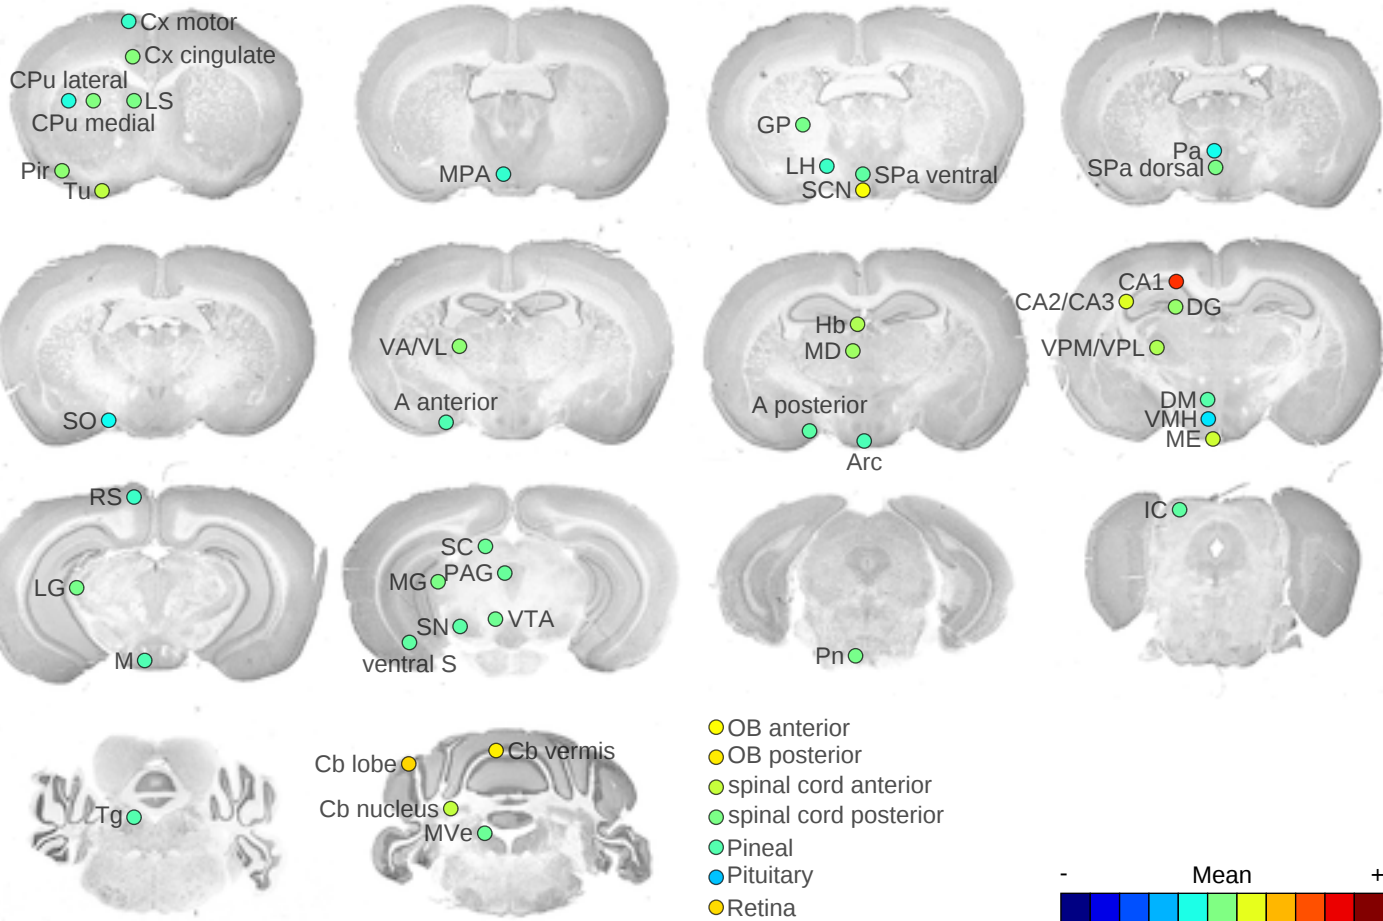 Cx motor
Cx cingulate
CPu lateral
LS
CPu medial
Pir
Tu
MPA
GP
LH
SPa ventral
SCN
Pa
SPa dorsal
SO
VA/VL
A anterior
Hb
MD
A posterior
Arc
CA1
CA2/CA3
DG
VPM/VPL
DM
VMH
ME
RS
LG
M
SC
MG
PAG
SN
VTA
ventral S
Pn
IC
Tg
Cb lobe
Cb vermis
Cb nucleus
MVe
OB anterior
OB posterior
spinal cord anterior
spinal cord posterior
Pineal
Pituitary
Retina
- Mean +